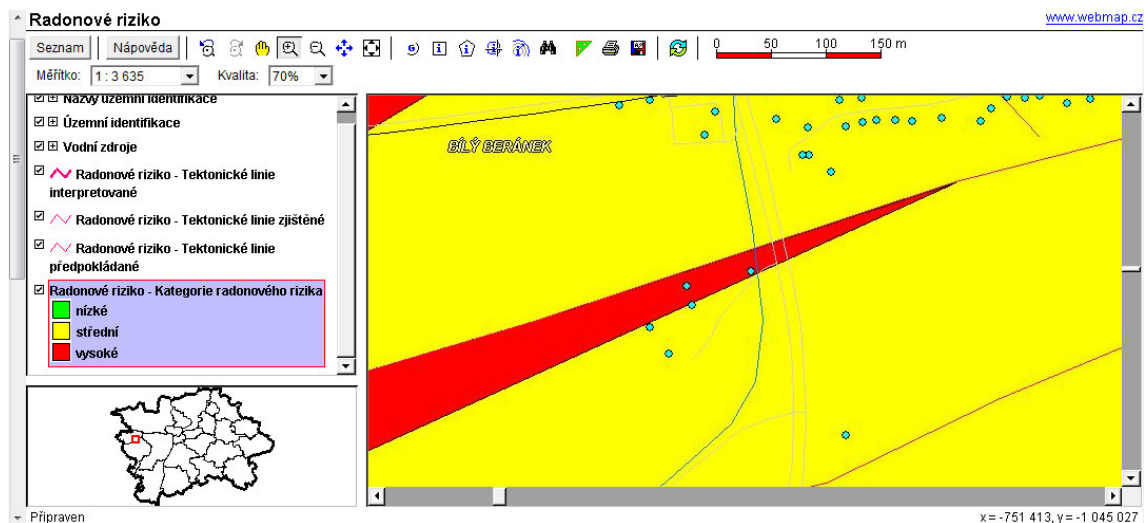 Radonové riziko
www.webmap.cz
Seznam Nápověda
0 50 100 150 m
Měřítko: 1 : 3 635 Kvalita: 70%
Názvy územní identifikace
Územní identifikace
Vodní zdroje
Radonové riziko - Tektonické linie
interpretované
Radonové riziko - Tektonické linie zjištěné
Radonové riziko - Tektonické linie
předpokládané
Radonové riziko - Kategorie radonového rizika
nízké
střední
vysoké
BÍLÝ BERÁNEK
Připraven
x = -751 413, y = -1 045 027